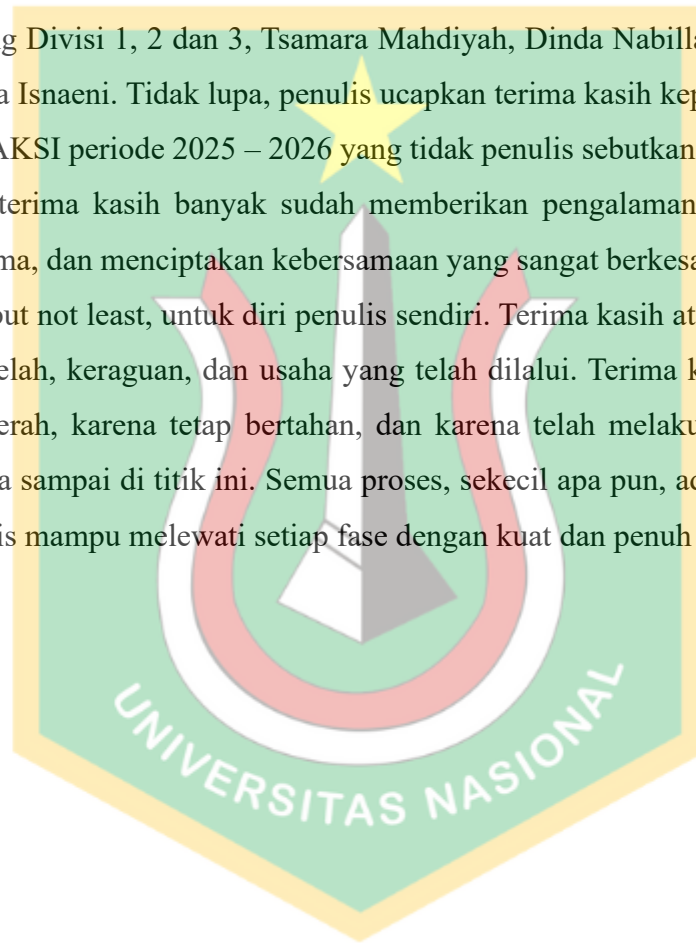 g Divisi 1, 2 dan 3, Tsamara Mahdiyah, Dinda Nabilla
a Isnaeni. Tidak lupa, penulis ucapkan terima kasih kep
AKSI periode 2025 – 2026 yang tidak penulis sebutkan
terima kasih banyak sudah memberikan pengalaman
ma, dan menciptakan kebersamaan yang sangat berkesa
out not least, untuk diri penulis sendiri. Terima kasih at
elah, keraguan, dan usaha yang telah dilalui. Terima k
erah, karena tetap bertahan, dan karena telah melaku
a sampai di titik ini. Semua proses, sekecil apa pun, ad
is mampu melewati setiap fase dengan kuat dan penuh
UNIVERSITAS NASIONAL